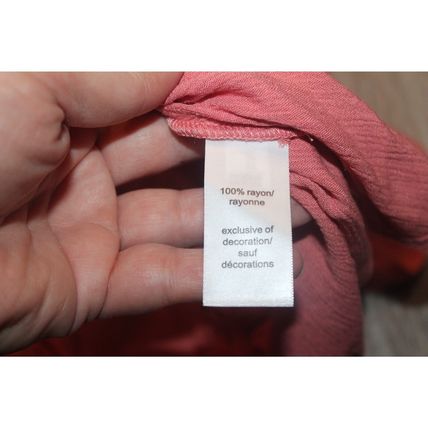 100% rayon/
rayonne
exclusive of
decoration/
sauf
décorations